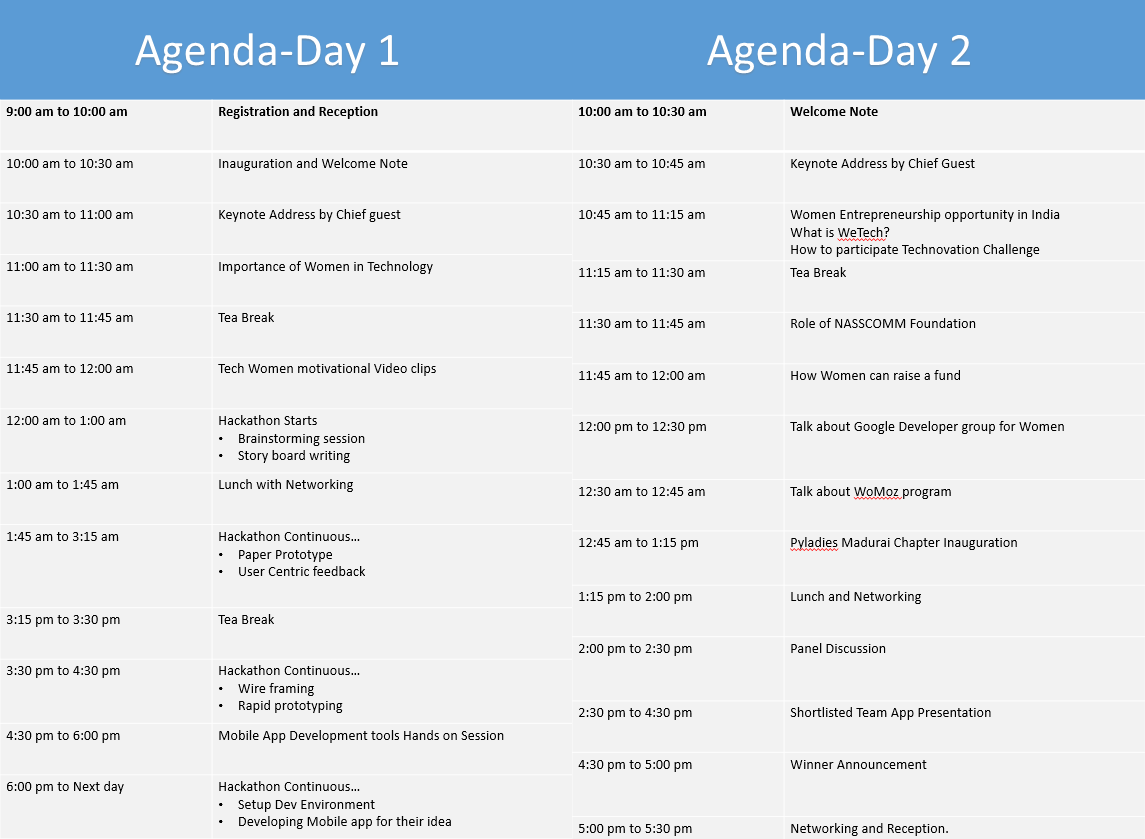 Agenda-Day 1
9:00 am to 10:00 am Registration and Reception
10:00 am to 10:30 am Inauguration and Welcome Note
10:30 am to 11:00 am Keynote Address by Chief guest
11:00 am to 11:30 am Importance of Women in Technology
11:30 am to 11:45 am Tea Break
11:45 am to 12:00 am Tech Women motivational Video clips
12:00 am to 1:00 am Hackathon Starts
• Brainstorming session
• Story board writing
1:00 am to 1:45 am Lunch with Networking
1:45 am to 3:15 am Hackathon Continuous...
• Paper Prototype
• User Centric feedback
3:15 pm to 3:30 pm Tea Break
3:30 pm to 4:30 pm Hackathon Continuous...
• Wire framing
• Rapid prototyping
4:30 pm to 6:00 pm Mobile App Development tools Hands on Session
6:00 pm to Next day Hackathon Continuous...
• Setup Dev Environment
• Developing Mobile app for their idea
Agenda-Day 2
10:00 am to 10:30 am Welcome Note
10:30 am to 10:45 am Keynote Address by Chief Guest
10:45 am to 11:15 am Women Entrepreneurship opportunity in India
What is WeTech?
How to participate Technovation Challenge
11:15 am to 11:30 am Tea Break
11:30 am to 11:45 am Role of NASSCOMM Foundation
11:45 am to 12:00 am How Women can raise a fund
12:00 pm to 12:30 pm Talk about Google Developer group for Women
12:30 am to 12:45 am Talk about WoMoz program
12:45 am to 1:15 pm Pyladies Madurai Chapter Inauguration
1:15 pm to 2:00 pm Lunch and Networking
2:00 pm to 2:30 pm Panel Discussion
2:30 pm to 4:30 pm Shortlisted Team App Presentation
4:30 pm to 5:00 pm Winner Announcement
5:00 pm to 5:30 pm Networking and Reception.